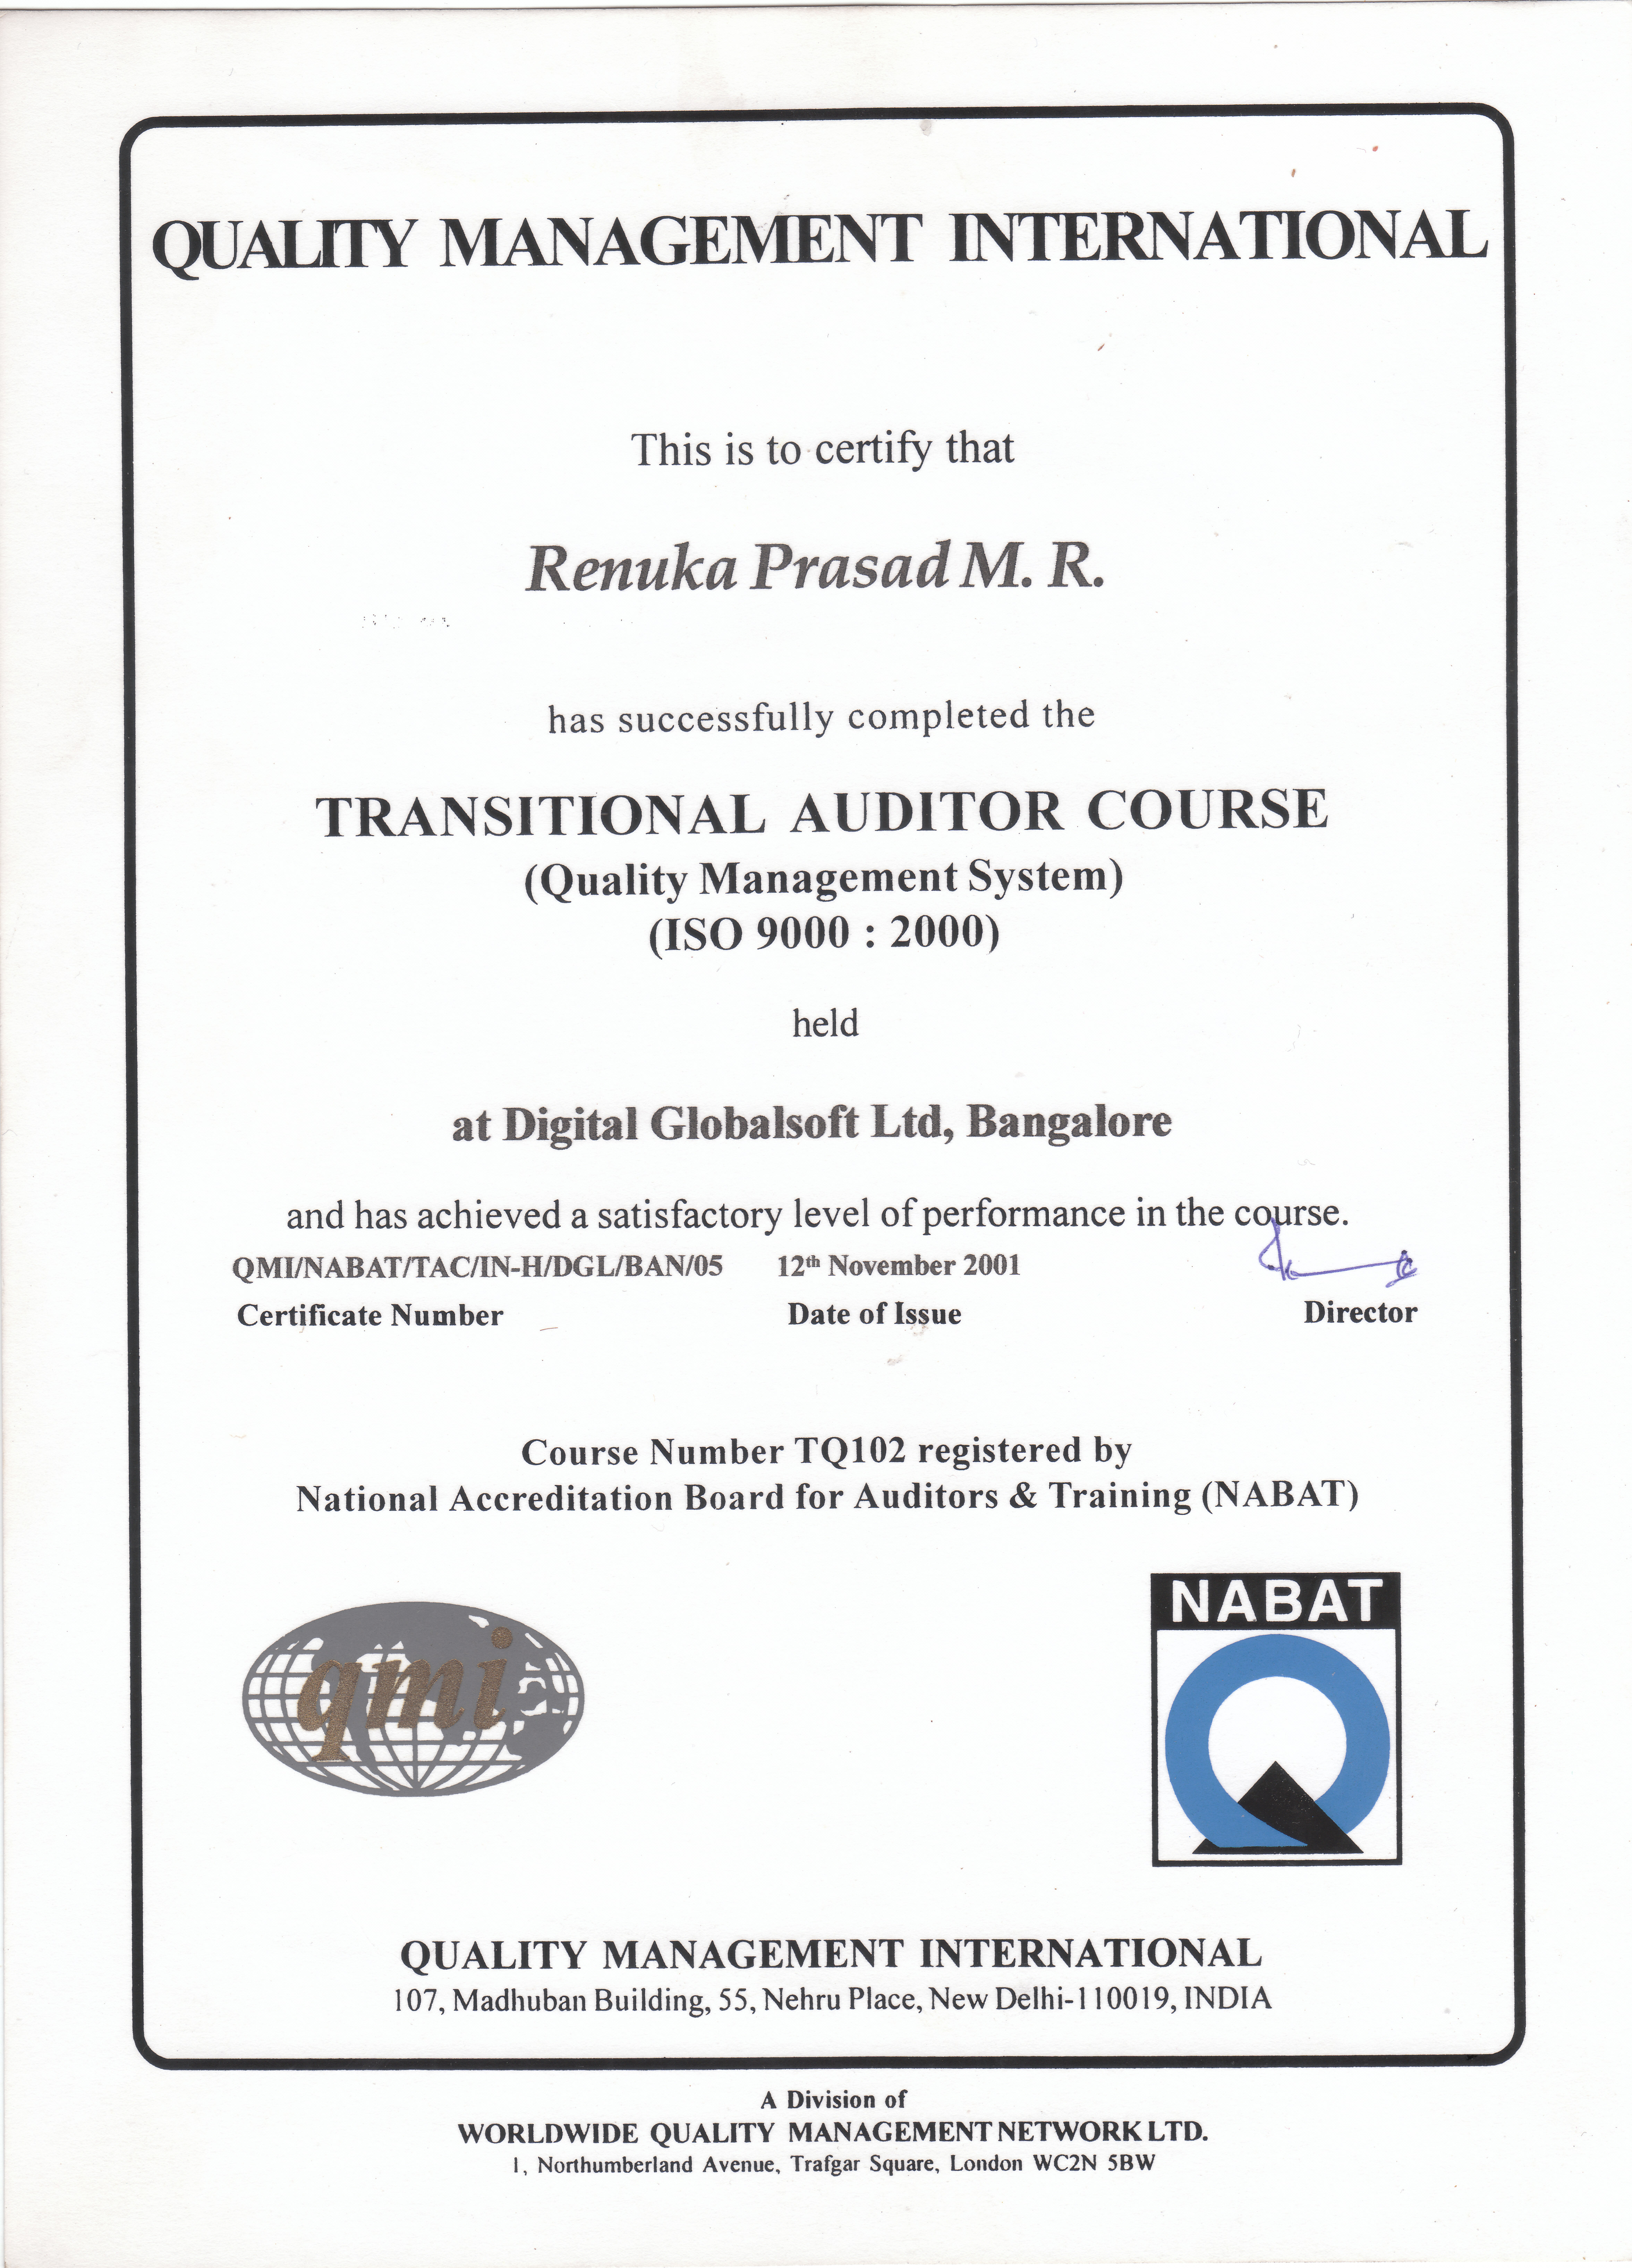 QUALITY MANAGEMENT INTERNATIONAL
This is to certify that
Renuka Prasad M. R.
has successfully completed the
TRANSITIONAL AUDITOR COURSE
(Quality Management System)
(ISO 9000 : 2000)
held
at Digital Globalsoft Ltd, Bangalore
and has achieved a satisfactory level of performance in the course.
QMI/NABAT/TAC/IN-H/DGL/BAN/05 12th November 2001
Certificate Number Date of Issue Director
Course Number TQ102 registered by
National Accreditation Board for Auditors & Training (NABAT)
qmi
NABAT
QUALITY MANAGEMENT INTERNATIONAL
107, Madhuban Building, 55, Nehru Place, New Delhi-110019, INDIA
A Division of
WORLDWIDE QUALITY MANAGEMENT NETWORK LTD.
1, Northumberland Avenue, Trafgar Square, London WC2N 5BW